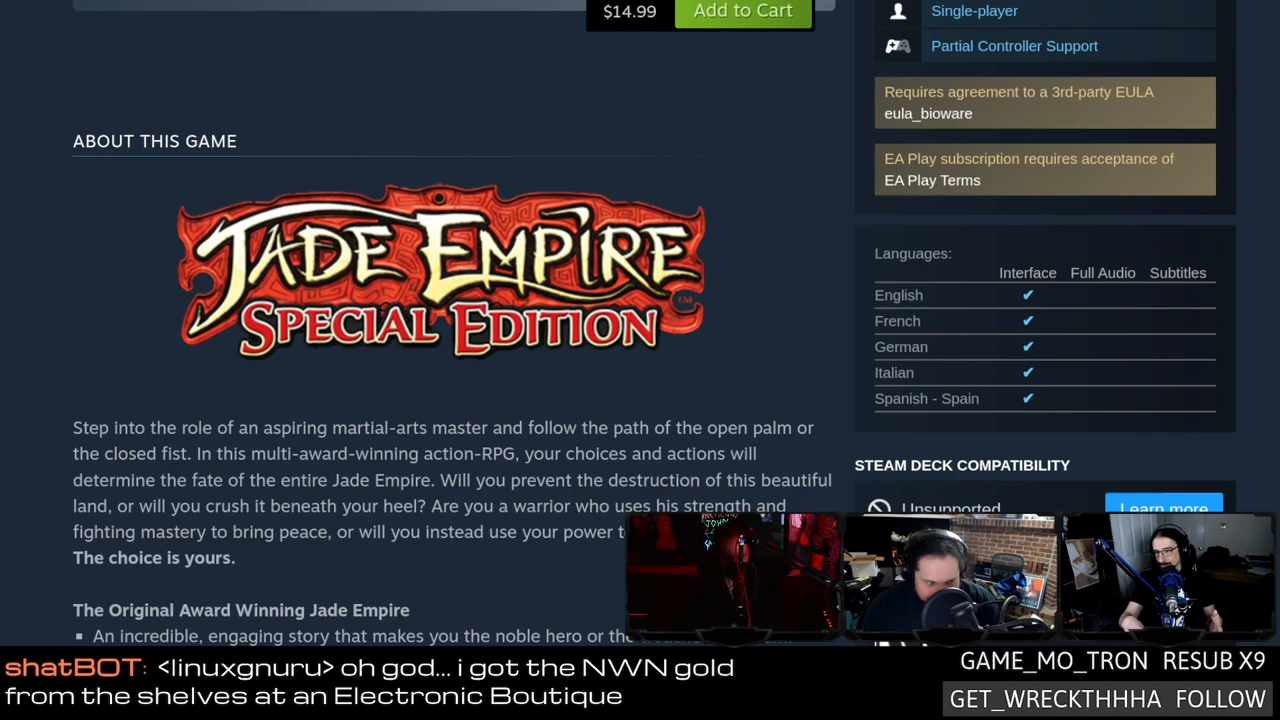 $14.99
Add to Cart
Single-player
Partial Controller Support
Requires agreement to a 3rd-party EULA
eula_bioware
EA Play subscription requires acceptance of
EA Play Terms
ABOUT THIS GAME
JADE EMPIRE
TM
SPECIAL EDITION
Languages:
Interface Full Audio Subtitles
English ✔
French ✔
German ✔
Italian ✔
Spanish - Spain ✔
STEAM DECK COMPATIBILITY
Unsupported
Learn more
Step into the role of an aspiring martial-arts master and follow the path of the open palm or
the closed fist. In this multi-award-winning action-RPG, your choices and actions will
determine the fate of the entire Jade Empire. Will you prevent the destruction of this beautiful
land, or will you crush it beneath your heel? Are you a warrior who uses his strength and
fighting mastery to bring peace, or will you instead use your power
The choice is yours.
The Original Award Winning Jade Empire
▪ An incredible, engaging story that makes you the noble hero or
JOHN
shatBOT: <linuxgnuru> oh god... i got the NWN gold
from the shelves at an Electronic Boutique
GAME_MO_TRON RESUB X9
GET_WRECKTHHHHA FOLLOW